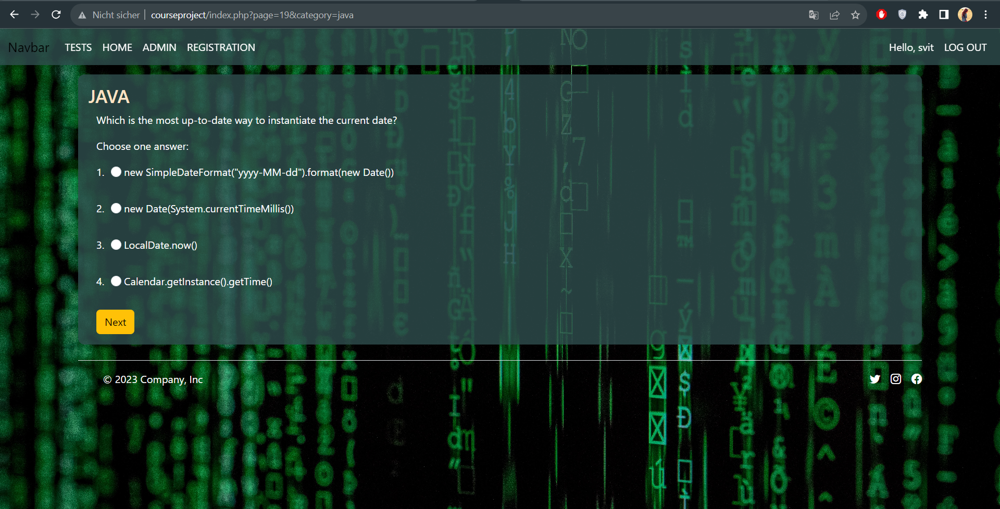 Nicht sicher | courseproject/index.php?page=19&category=java
Navbar TESTS HOME ADMIN REGISTRATION Hello, svit LOG OUT
JAVA
Which is the most up-to-date way to instantiate the current date?
Choose one answer:
1. new SimpleDateFormat("yyyy-MM-dd").format(new Date())
2. new Date(System.currentTimeMillis())
3. LocalDate.now()
4. Calendar.getInstance().getTime()
Next
© 2023 Company, Inc